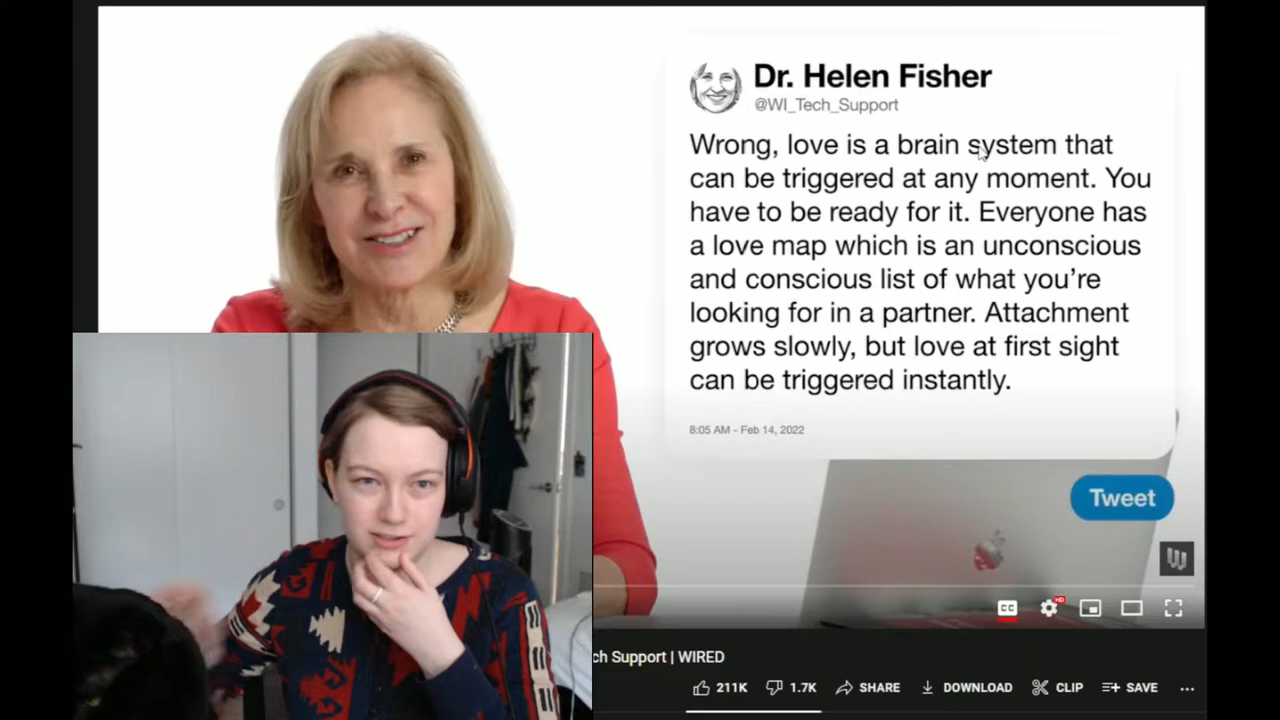 Dr. Helen Fisher
@WI_Tech_Support
Wrong, love is a brain system that
can be triggered at any moment. You
have to be ready for it. Everyone has
a love map which is an unconscious
and conscious list of what you’re
looking for in a partner. Attachment
grows slowly, but love at first sight
can be triggered instantly.
8:05 AM - Feb 14, 2022
Tweet
W
CC
HD
ch Support | WIRED
211K
1.7K
SHARE
DOWNLOAD
CLIP
SAVE